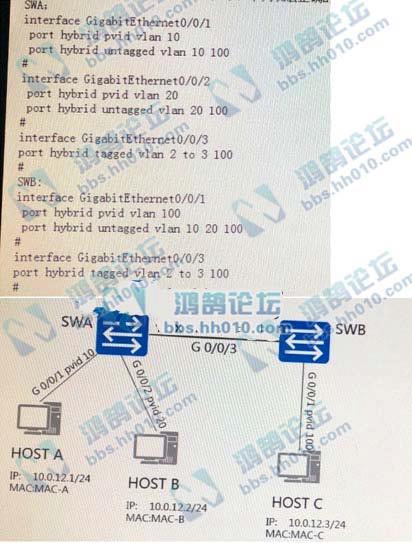 SWA:
interface GigabitEthernet0/0/1
port hybrid pvid vlan 10
port hybrid untagged vlan 10 100
#
interface GigabitEthernet0/0/2
port hybrid pvid vlan 20
port hybrid untagged vlan 20 100
#
interface GigabitEthernet0/0/3
port hybrid tagged vlan 2 to 3 100
#
SWB:
interface GigabitEthernet0/0/1
port hybrid pvid vlan 100
port hybrid untagged vlan 10 20 100
#
interface GigabitEthernet0/0/3
port hybrid tagged vlan 2 to 3 100
#
鸿鹄论坛
bbs.hh010.com
SWA
SWB
G 0/0/3
G 0/0/1 pvid 10
G 0/0/2 pvid 20
G 0/0/1 pvid 100
HOST A
IP: 10.0.12.1/24
MAC:MAC-A
HOST B
IP: 10.0.12.2/24
MAC:MAC-B
HOST C
IP: 10.0.12.3/24
MAC:MAC-C